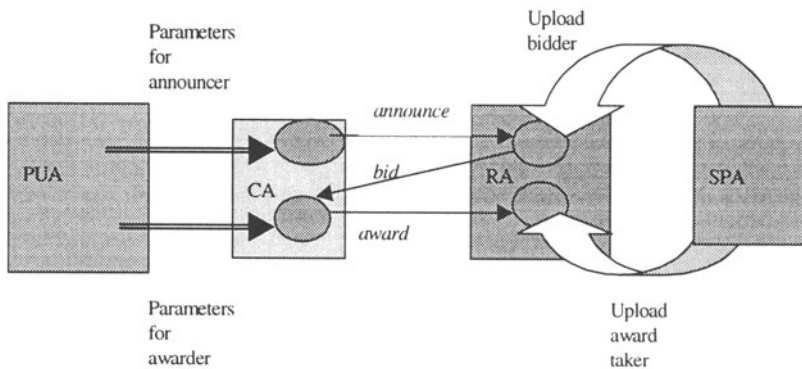 Parameters
for
announcer
Upload
bidder
announce
PUA
CA
bid
RA
SPA
award
Parameters
for
awarder
Upload
award
taker